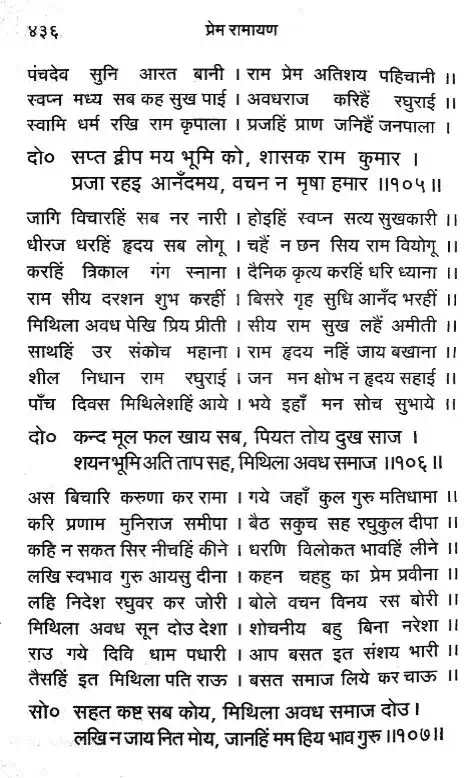 ४३६ प्रेम रामायण
पंचदेव सुनि आरत बानी । राम प्रेम अतिशय पहिचानी ॥
स्वप्न मध्य सब कह सुख पाई । अवधराज करिहैं रघुराई ॥
स्वामि धर्म रखि राम कृपाला । प्रजहिं प्राण जनिहैं जनपाला ।
दो० सप्त द्वीप मय भूमि को, शासक राम कुमार ।
प्रजा रहइ आनँदमय, वचन न मृषा हमार ॥१०५॥
जागि विचारहिं सब नर नारी । होइहिं स्वप्न सत्य सुखकारी ॥
धीरज धरहिं हृदय सब लोगू । चहैं न छन सिय राम वियोगू ॥
करहिं त्रिकाल गंग स्नाना । दैनिक कृत्य करहिं धरि ध्याना ॥
राम सीय दरशन शुभ करहीं । बिसरे गृह सुधि आनँद भरहीं ॥
मिथिला अवध पेखि प्रिय प्रीती । सीय राम सुख लहैं अमीती ॥
साथहिं उर संकोच महाना । राम हृदय नहिं जाय बखाना ॥
शील निधान राम रघुराई । जन मन क्षोभ न हृदय सहाई ॥
पाँच दिवस मिथिलेशहिं आये । भये इहाँ मन सोच सुभाये ॥
दो० कन्द मूल फल खाय सब, पियत तोय दुख साज ।
शयन भूमि अति ताप सह, मिथिला अवध समाज ॥१०६॥
अस बिचारि करुणा कर रामा । गये जहाँ कुल गुरु मतिधामा ॥
करि प्रणाम मुनिराज समीपा । बैठ सकुच सह रघुकुल दीपा ॥
कहि न सकत सिर नीचहिं कीने । धरणि विलोकत भावहिं लीने ॥
लखि स्वभाव गुरु आयसु दीना । कहन चहहु का प्रेम प्रवीना ॥
लहि निदेश रघुवर कर जोरी । बोले वचन विनय रस बोरी ॥
मिथिला अवध सून दोउ देशा । शोचनीय बहु बिना नरेशा ॥
राउ गये दिवि धाम पधारी । आप बसत इत संशय भारी ॥
तैसहिं इत मिथिला पति राऊ । बसत समाज लिये कर चाऊ ॥
सो० सहत कष्ट सब कोय, मिथिला अवध समाज दोउ ।
लखि न जाय नित मोय, जानहिं मम हिय भाव गुरु ॥१०७॥